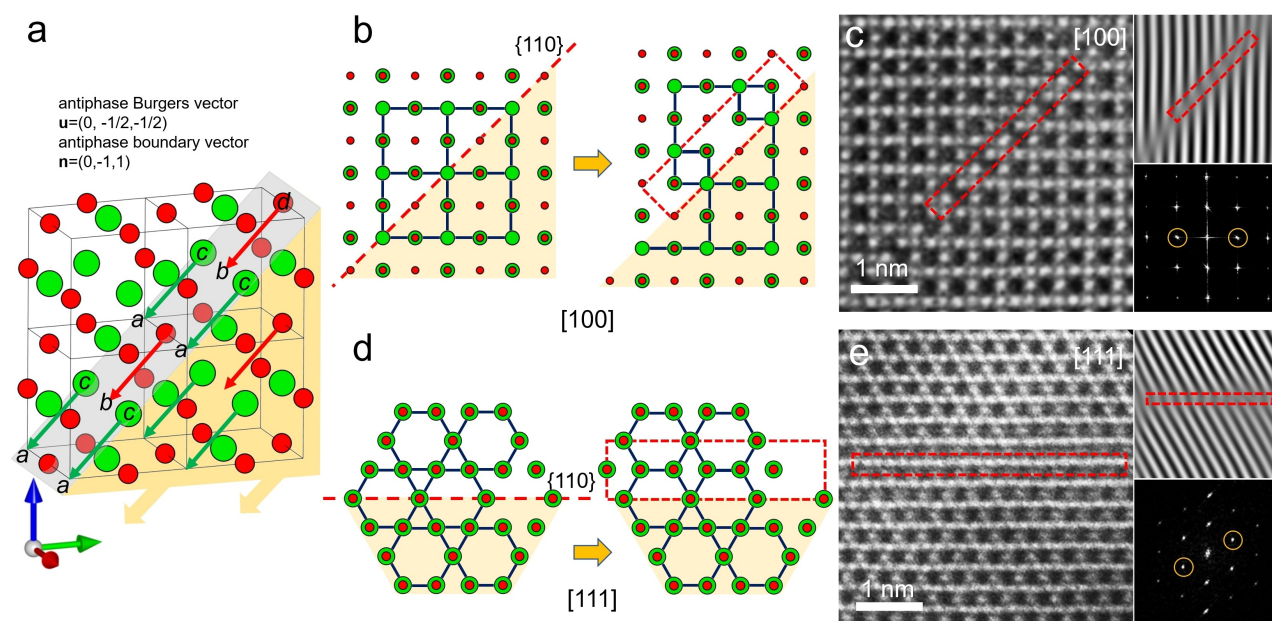 a
antiphase Burgers vector
u=(0, -1/2,-1/2)
antiphase boundary vector
n=(0,-1,1)
d
c
b
c
a
a
c
b
c
a
a
b
{110}
[100]
c
[100]
1 nm
d
{110}
[111]
e
[111]
1 nm